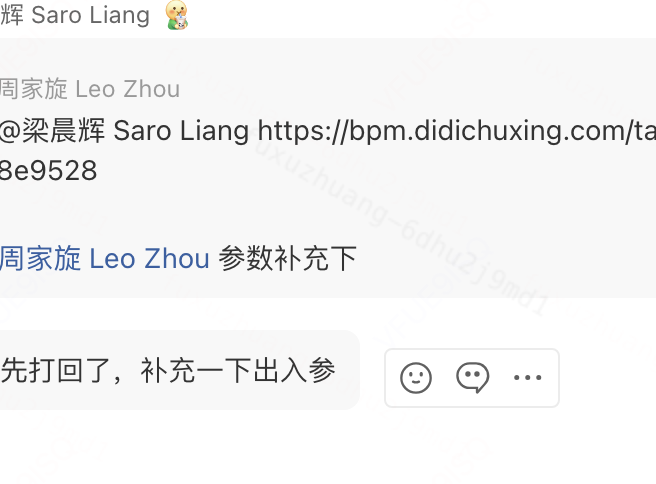 辉 Saro Liang
周家旋 Leo Zhou
@梁晨辉 Saro Liang https://bpm.didichuxing.com/ta
8e9528
周家旋 Leo Zhou 参数补充下
先打回了，补充一下出入参